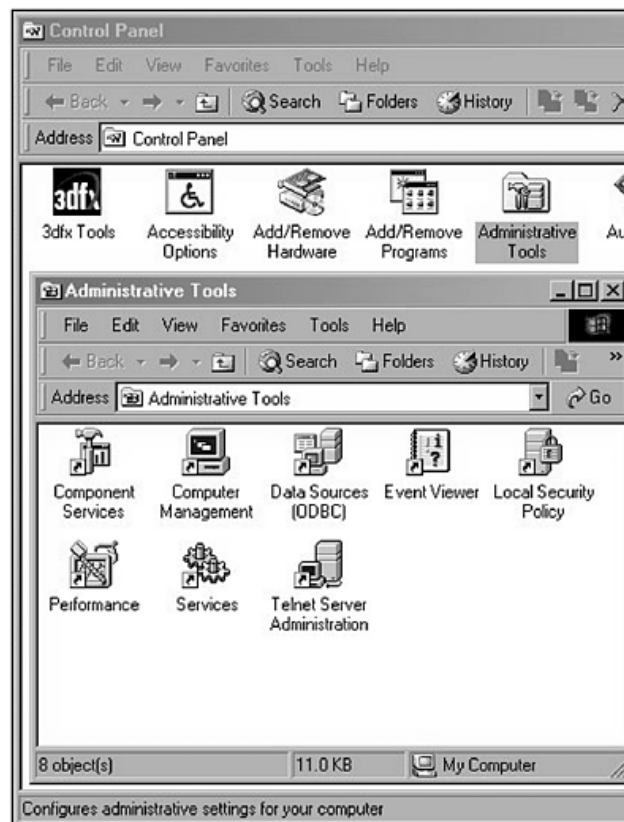 Control Panel
File Edit View Favorites Tools Help
Back Search Folders History
Address Control Panel
3dfx
3dfx Tools Accessibility Options Add/Remove Hardware Add/Remove Programs Administrative Tools Au
Administrative Tools
File Edit View Favorites Tools Help
Back Search Folders History »
Address Administrative Tools Go
Component Services Computer Management Data Sources (ODBC) Event Viewer Local Security Policy
Performance Services Telnet Server Administration
8 object(s) 11.0 KB My Computer
Configures administrative settings for your computer